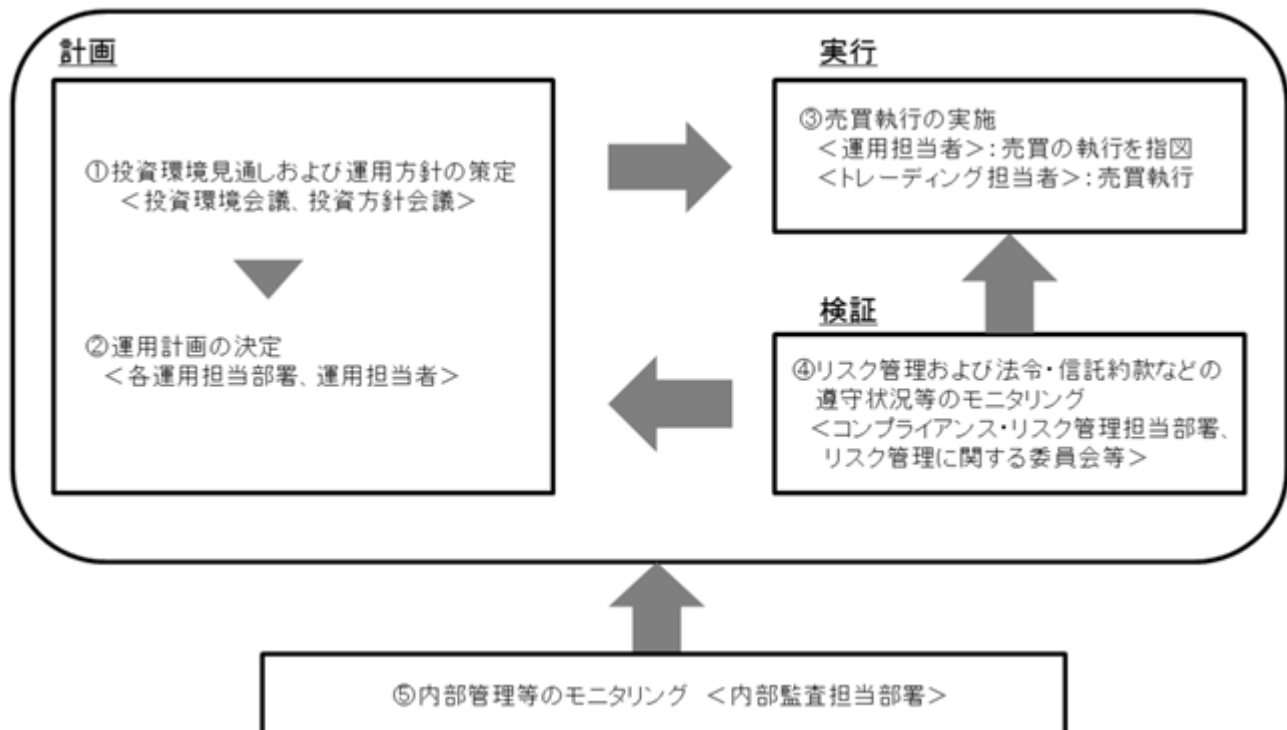 計画
①投資環境見通しおよび運用方針の策定
<投資環境会議、投資方針会議>
②運用計画の決定
<各運用担当部署、運用担当者>
実行
③売買執行の実施
<運用担当者>:売買の執行を指図
<トレーディング担当者>:売買執行
検証
④リスク管理および法令・信託約款などの
遵守状況等のモニタリング
<コンプライアンス・リスク管理担当部署、
リスク管理に関する委員会等>
⑤内部管理等のモニタリング <内部監査担当部署>